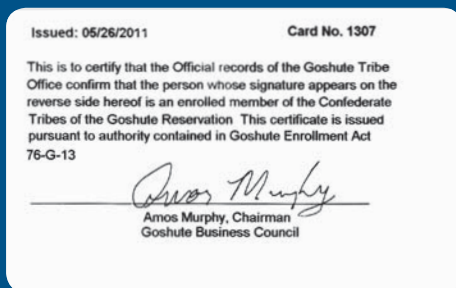 Issued: 05/26/2011 Card No. 1307
This is to certify that the Official records of the Goshute Tribe
Office confirm that the person whose signature appears on the
reverse side hereof is an enrolled member of the Confederate
Tribes of the Goshute Reservation This certificate is issued
pursuant to authority contained in Goshute Enrollment Act
76-G-13
Amos Murphy
Amos Murphy, Chairman
Goshute Business Council